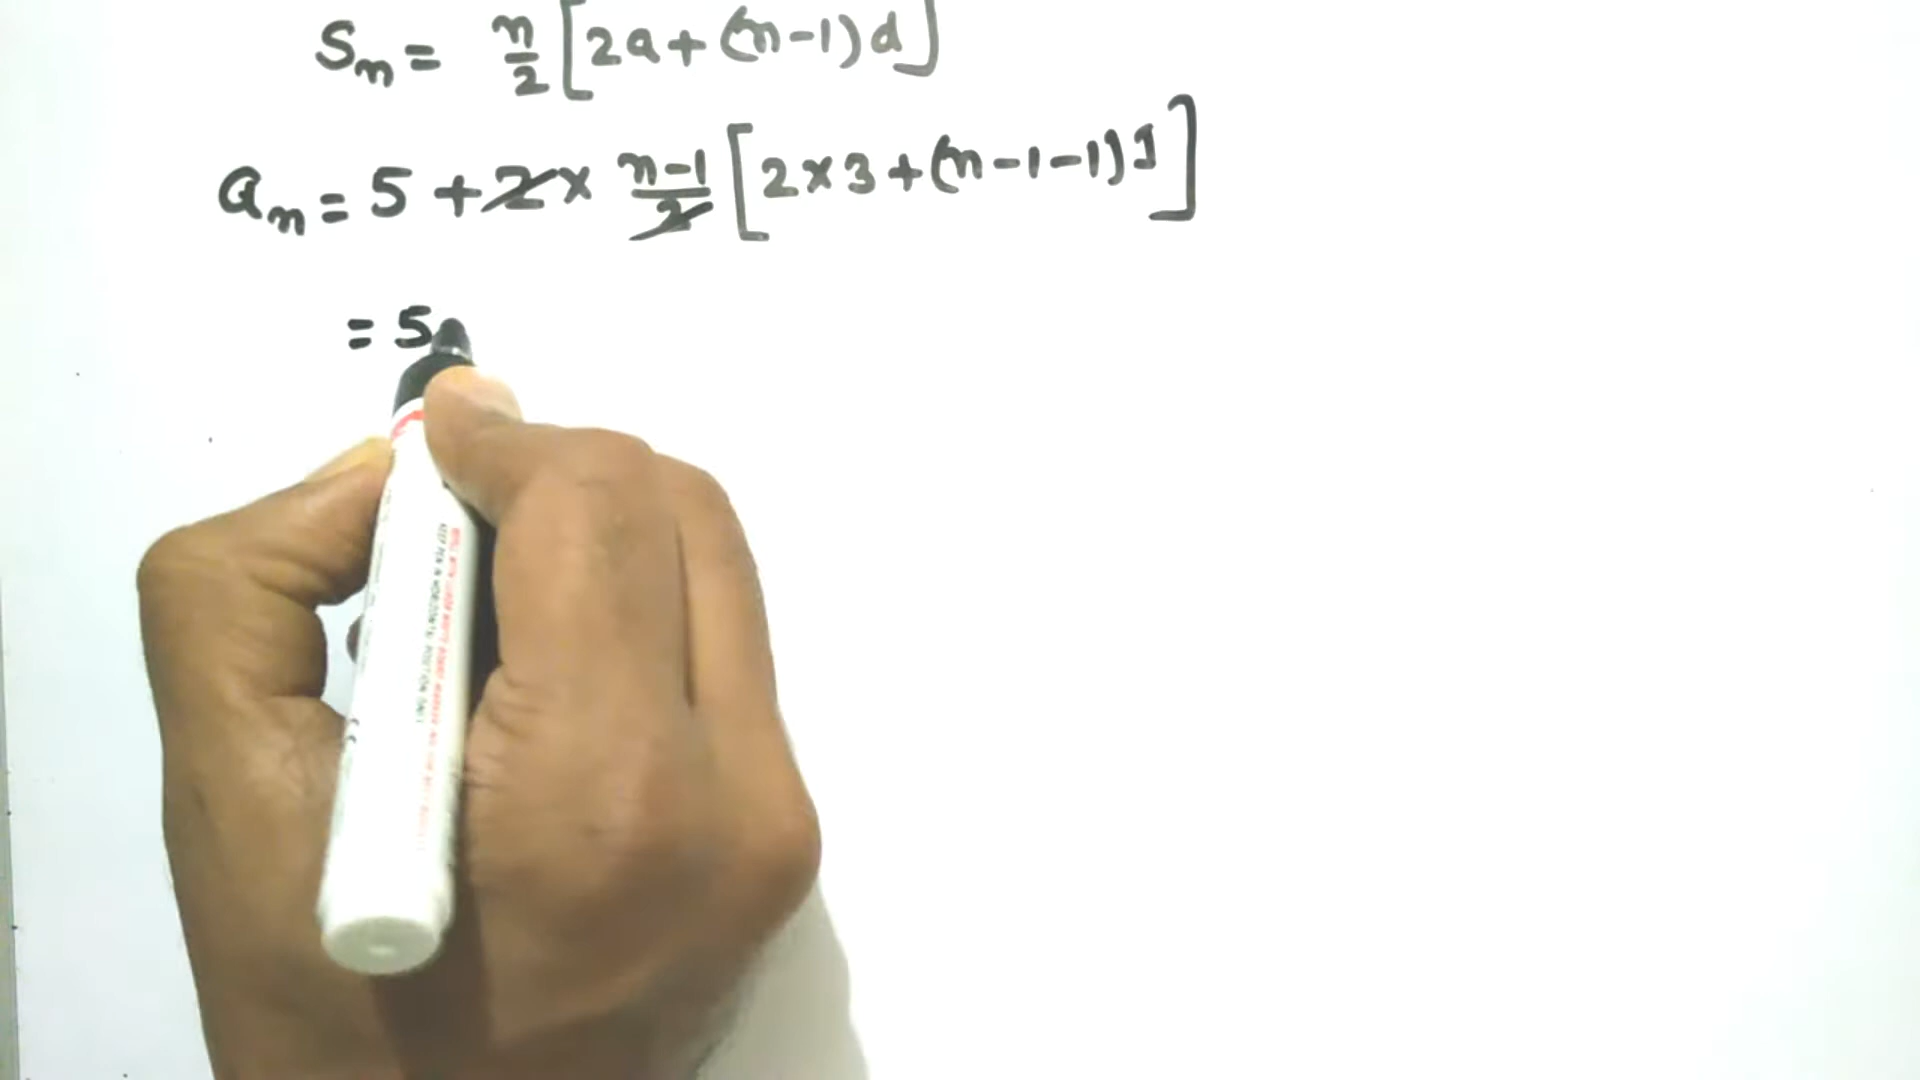 Sn = n/2 [2a + (n-1)d]
an = 5 + 2 × n-1/2 [2×3 + (n-1-1)1]
= 5